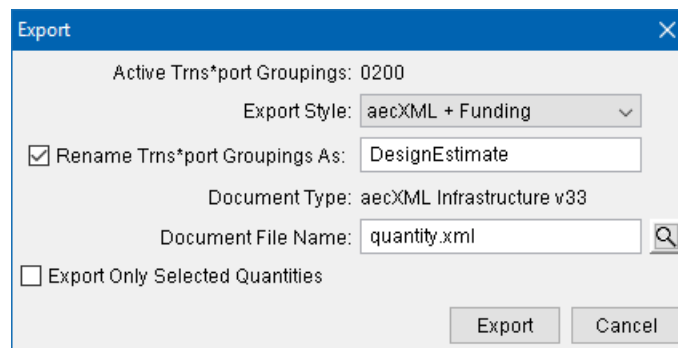 Export
Active Trns*port Groupings: 0200
Export Style: aecXML + Funding
Rename Trns*port Groupings As: DesignEstimate
Document Type: aecXML Infrastructure v33
Document File Name: quantity.xml
Export Only Selected Quantities
Export Cancel